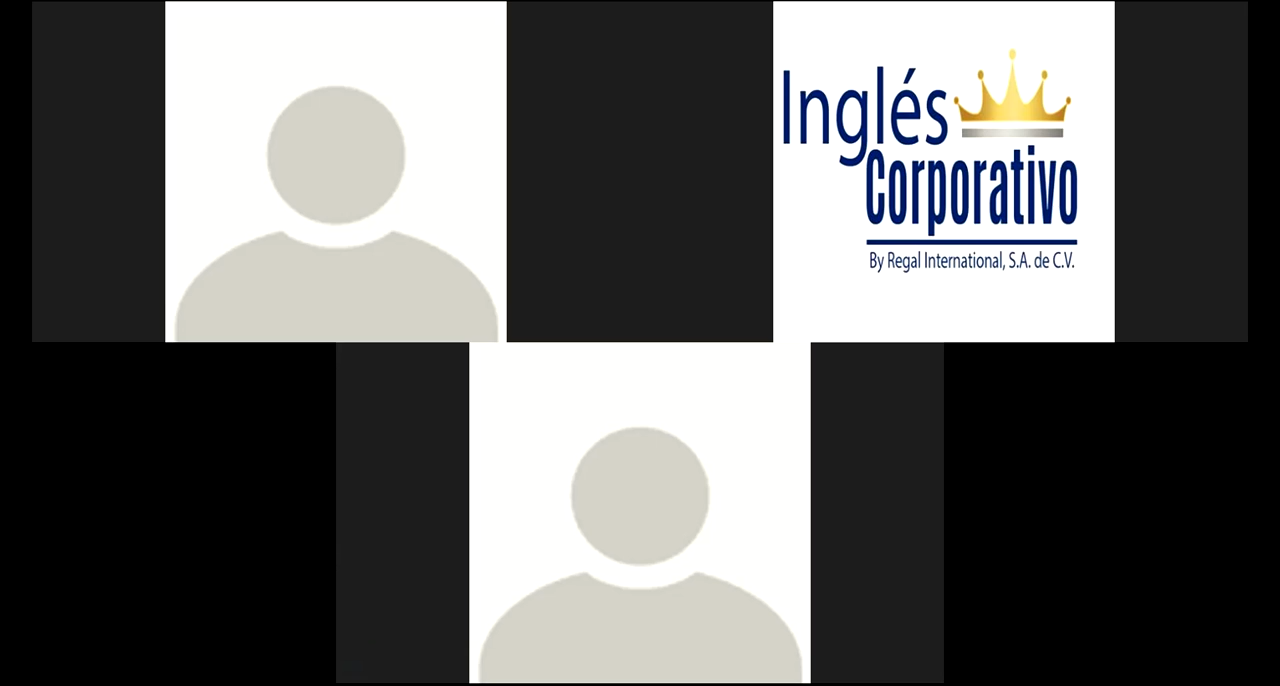 Inglés
Corporativo
By Regal International, S.A. de C.V.